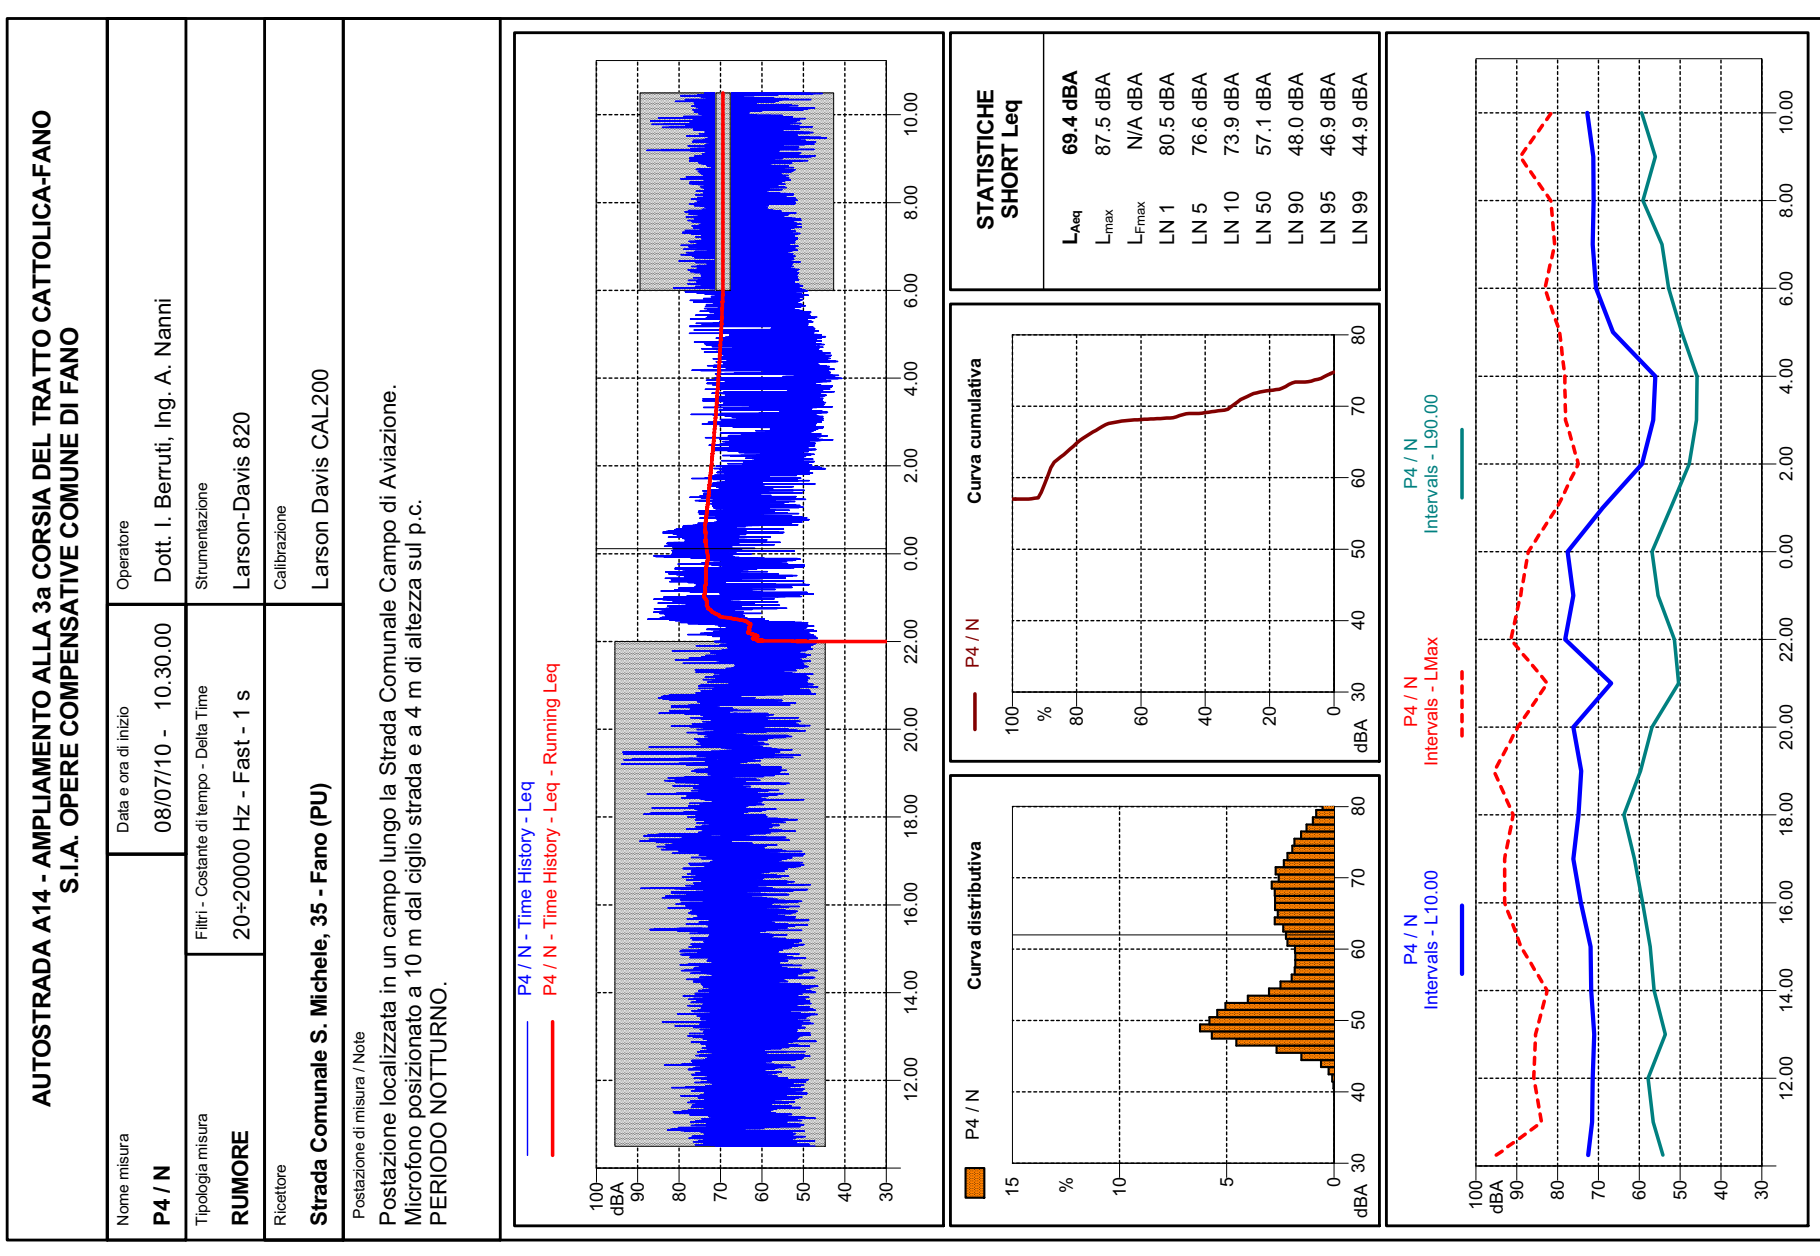 AUTOSTRADA A14 - AMPLIAMENTO ALLA 3a CORSIA DEL TRATTO CATTOLICA-FANO
S.I.A. OPERE COMPENSATIVE COMUNE DI FANO
Nome misura
P4 / N
Data e ora di inizio
08/07/10 - 10.30.00
Operatore
Dott. I. Berruti, Ing. A. Nanni
Tipologia misura
RUMORE
Filtri - Costante di tempo - Delta Time
20÷20000 Hz - Fast - 1 s
Strumentazione
Larson-Davis 820
Ricettore
Strada Comunale S. Michele, 35 - Fano (PU)
Calibrazione
Larson Davis CAL200
Postazione di misura / Note
Postazione localizzata in un campo lungo la Strada Comunale Campo di Aviazione.
Microfono posizionato a 10 m dal ciglio strada e a 4 m di altezza sul p.c.
PERIODO NOTTURNO.
P4 / N - Time History - Leq
P4 / N - Time History - Leq - Running Leq
100
dBA
90
80
70
60
50
40
30
12.00 14.00 16.00 18.00 20.00 22.00 0.00 2.00 4.00 6.00 8.00 10.00
P4 / N
Curva distributiva
15
%
10
5
0
dBA
30 40 50 60 70 80
P4 / N
Curva cumulativa
100
%
80
60
40
20
0
dBA
30 40 50 60 70 80
STATISTICHE
SHORT Leq
LAeq 69.4 dBA
Lmax 87.5 dBA
LFmax N/A dBA
LN 1 80.5 dBA
LN 5 76.6 dBA
LN 10 73.9 dBA
LN 50 57.1 dBA
LN 90 48.0 dBA
LN 95 46.9 dBA
LN 99 44.9 dBA
P4 / N
Intervals - L10.00
P4 / N
Intervals - LMax
P4 / N
Intervals - L90.00
100
dBA
90
80
70
60
50
40
30
12.00 14.00 16.00 18.00 20.00 22.00 0.00 2.00 4.00 6.00 8.00 10.00